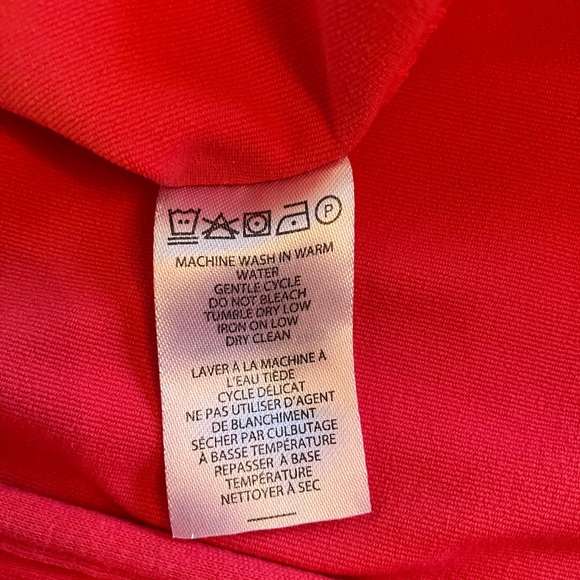 P
MACHINE WASH IN WARM
WATER
GENTLE CYCLE
DO NOT BLEACH
TUMBLE DRY LOW
IRON ON LOW
DRY CLEAN
LAVER À LA MACHINE À
L'EAU TIÈDE
CYCLE DÉLICAT
NE PAS UTILISER D'AGENT
DE BLANCHIMENT
SÉCHER PAR CULBUTAGE
À BASSE TEMPÉRATURE
REPASSER À BASE
TEMPÉRATURE
NETTOYER À SEC